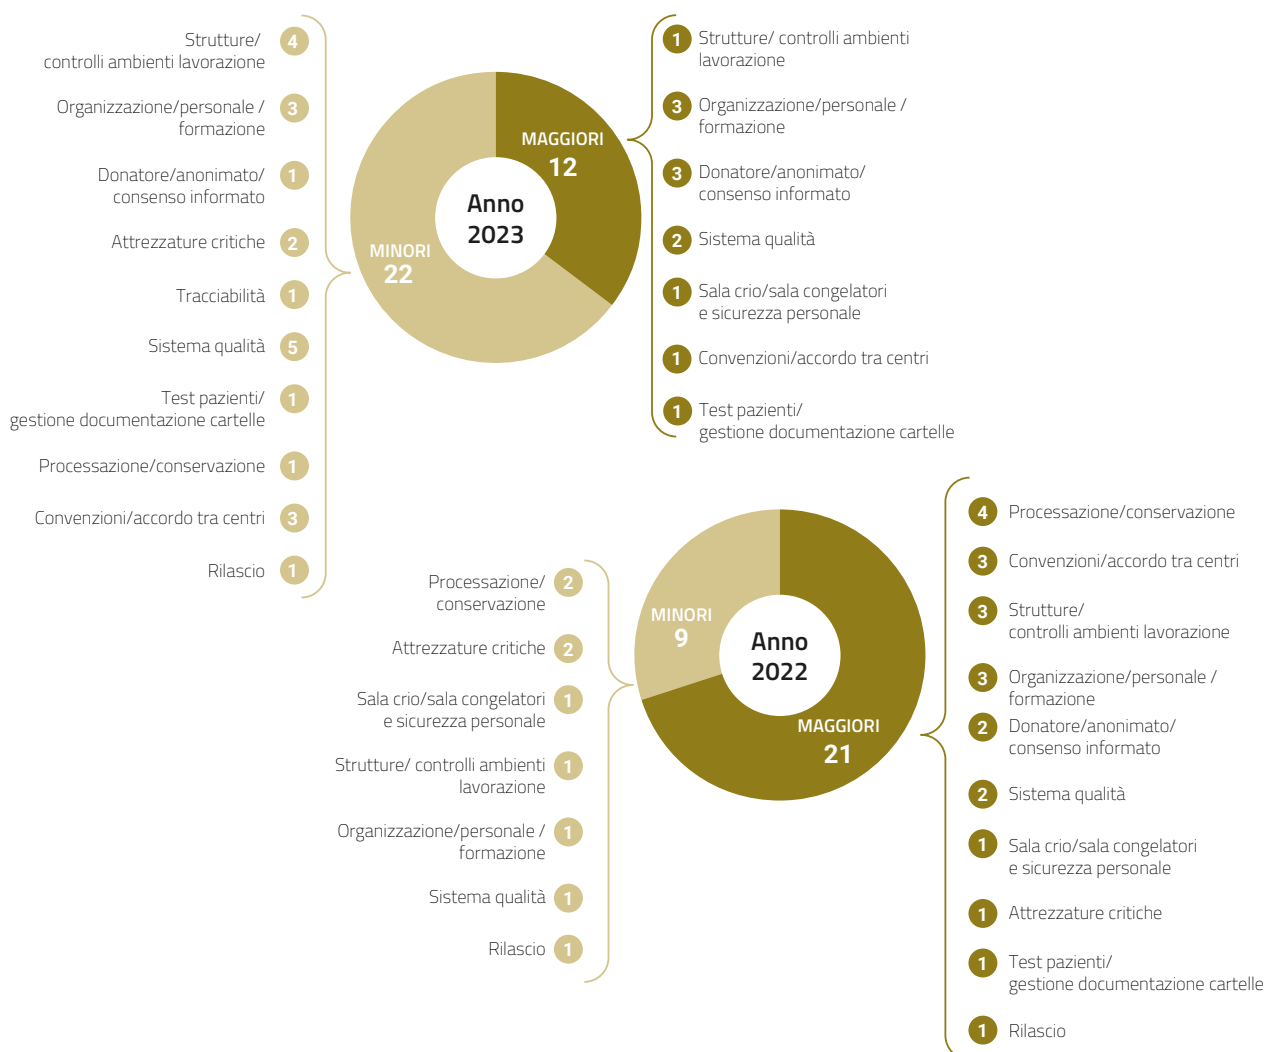 4 Strutture/
controlli ambienti lavorazione
3 Organizzazione/personale /
formazione
1 Donatore/anonimato/
consenso informato
2 Attrezzature critiche
1 Tracciabilità
5 Sistema qualità
1 Test pazienti/
gestione documentazione cartelle
1 Processazione/conservazione
3 Convenzioni/accordo tra centri
1 Rilascio
MINORI
22
Anno
2023
MAGGIORI
12
1 Strutture/ controlli ambienti
lavorazione
3 Organizzazione/personale /
formazione
3 Donatore/anonimato/
consenso informato
2 Sistema qualità
1 Sala crio/sala congelatori
e sicurezza personale
1 Convenzioni/accordo tra centri
1 Test pazienti/
gestione documentazione cartelle
Processazione/ 2
conservazione
Attrezzature critiche 2
Sala crio/sala congelatori 1
e sicurezza personale
Strutture/ controlli ambienti 1
lavorazione
Organizzazione/personale / 1
formazione
Sistema qualità 1
Rilascio 1
MINORI
9
Anno
2022
MAGGIORI
21
4 Processazione/conservazione
3 Convenzioni/accordo tra centri
3 Strutture/
controlli ambienti lavorazione
3 Organizzazione/personale /
formazione
2 Donatore/anonimato/
consenso informato
2 Sistema qualità
1 Sala crio/sala congelatori
e sicurezza personale
1 Attrezzature critiche
1 Test pazienti/
gestione documentazione cartelle
1 Rilascio